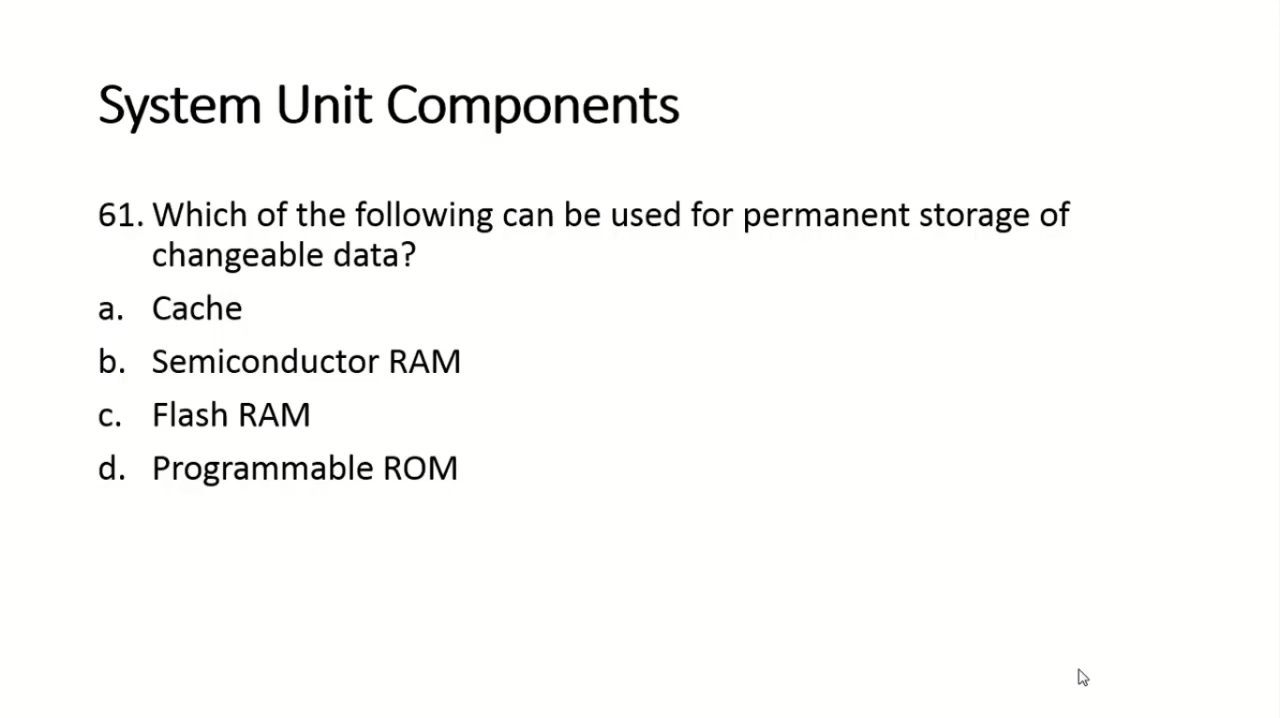 System Unit Components
61. Which of the following can be used for permanent storage of
changeable data?
a. Cache
b. Semiconductor RAM
c. Flash RAM
d. Programmable ROM